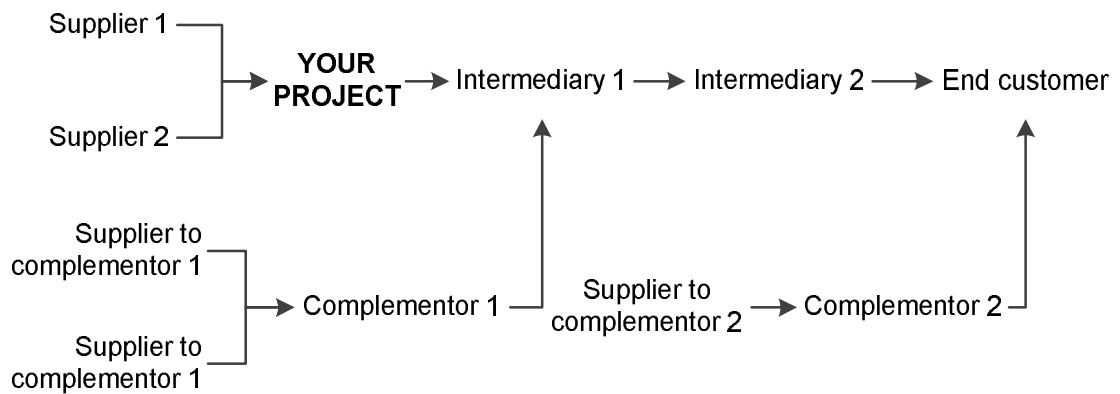 Supplier 1
YOUR
PROJECT
Intermediary 1
Intermediary 2
End customer
Supplier 2
Supplier to
complementor 1
Complementor 1
Supplier to
complementor 2
Complementor 2
Supplier to
complementor 1